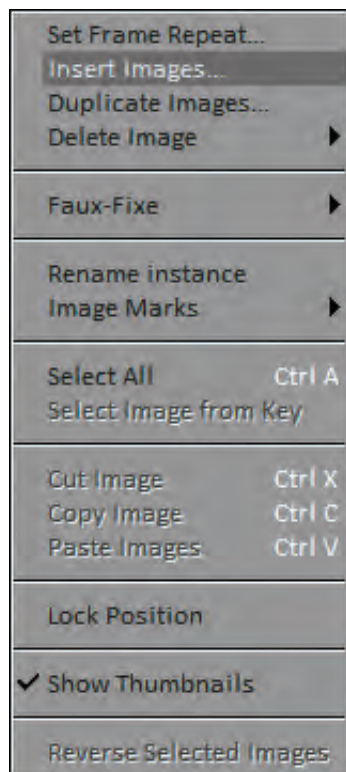 Set Frame Repeat...
Insert Images...
Duplicate Images...
Delete Image
Faux-Fixe
Rename instance
Image Marks
Select All Ctrl A
Select Image from Key
Cut Image Ctrl X
Copy Image Ctrl C
Paste Images Ctrl V
Lock Position
Show Thumbnails
Reverse Selected Images